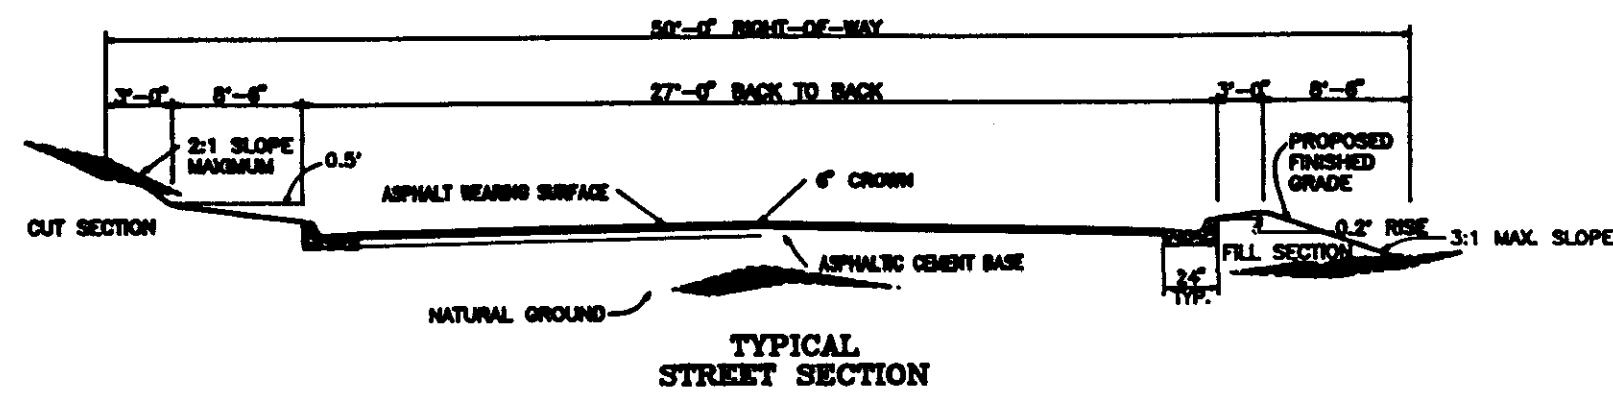 50'-0" RIGHT-OF-WAY
3'-0" 8'-6" 27'-0" BACK TO BACK 3'-0" 8'-6"
2:1 SLOPE
MAXIMUM
0.5'
PROPOSED
FINISHED
GRADE
ASPHALT WEARING SURFACE
6" CROWN
CUT SECTION
0.2' RISE
3:1 MAX. SLOPE
FILL SECTION
ASPHALTIC CEMENT BASE
24"
TYP.
NATURAL GROUND
TYPICAL
STREET SECTION